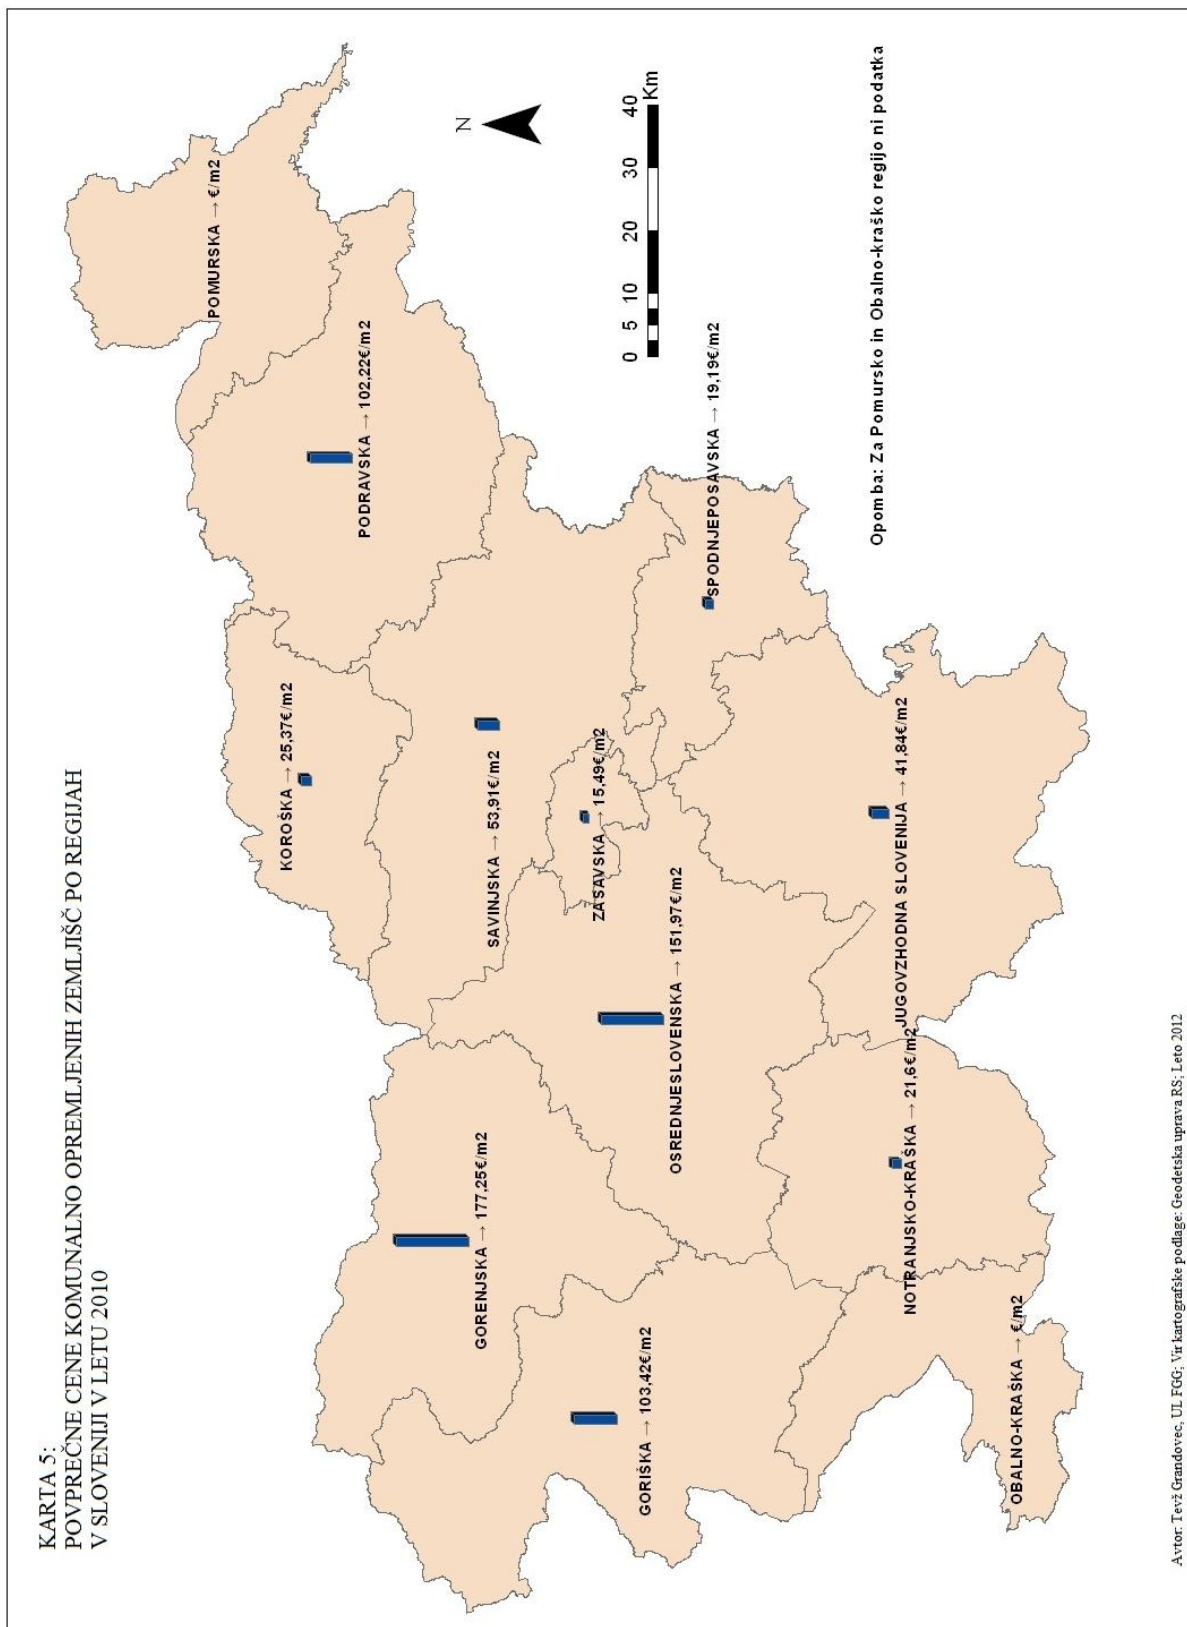 KARTA 5:
POVPREČNE CENE KOMUNALNO OPREMLJENIH ZEMLJIŠČ PO REGIJAH
V SLOVENIJI V LETU 2010
POMURSKA → €/m2
PODRAVSKA → 102,22€/m2
KOROŠKA → 25,37€/m2
SAVINJSKA → 53,91€/m2
ZASAVSKA → 15,49€/m2
SPODNJEPOSAVSKA → 19,19€/m2
GORENJSKA → 177,25€/m2
OSREDNJESLOVENSKA → 151,97€/m2
GORIŠKA → 103,42€/m2
JUGOVZHODNA SLOVENIJA → 41,84€/m2
NOTRANJSKO-KRAŠKA → 21,6€/m2
OBALNO-KRAŠKA → €/m2
N
0 5 10 20 30 40
Km
Opomba: Za Pomursko in Obalno-kraško regijo ni podatka
Avtor: Tevž Grandovec, UL FGG; Vir kartografske podlage: Geodetska uprava RS; Leto 2012